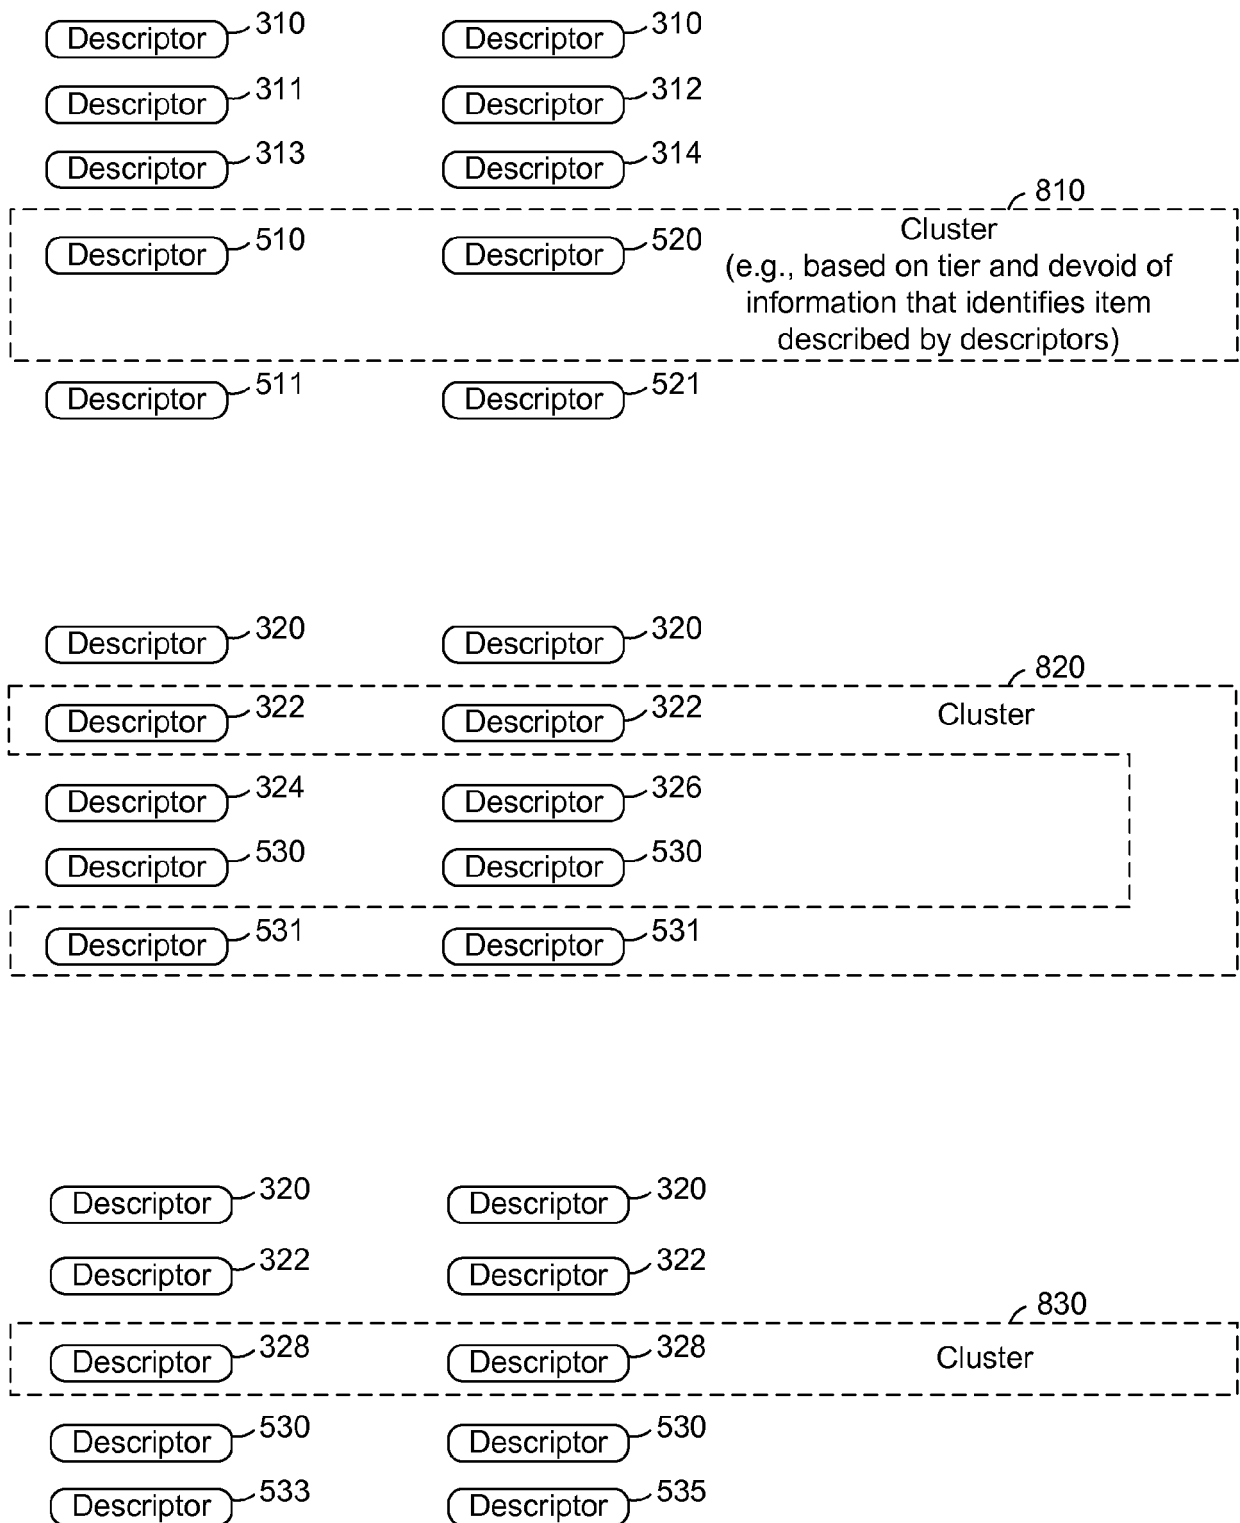 Descriptor 310 Descriptor 310
Descriptor 311 Descriptor 312
Descriptor 313 Descriptor 314
810
Cluster
Descriptor 510 Descriptor 520
(e.g., based on tier and devoid of
information that identifies item
described by descriptors)
Descriptor 511 Descriptor 521
Descriptor 320 Descriptor 320
820
Descriptor 322 Descriptor 322 Cluster
Descriptor 324 Descriptor 326
Descriptor 530 Descriptor 530
Descriptor 531 Descriptor 531
Descriptor 320 Descriptor 320
Descriptor 322 Descriptor 322
830
Descriptor 328 Descriptor 328 Cluster
Descriptor 530 Descriptor 530
Descriptor 533 Descriptor 535